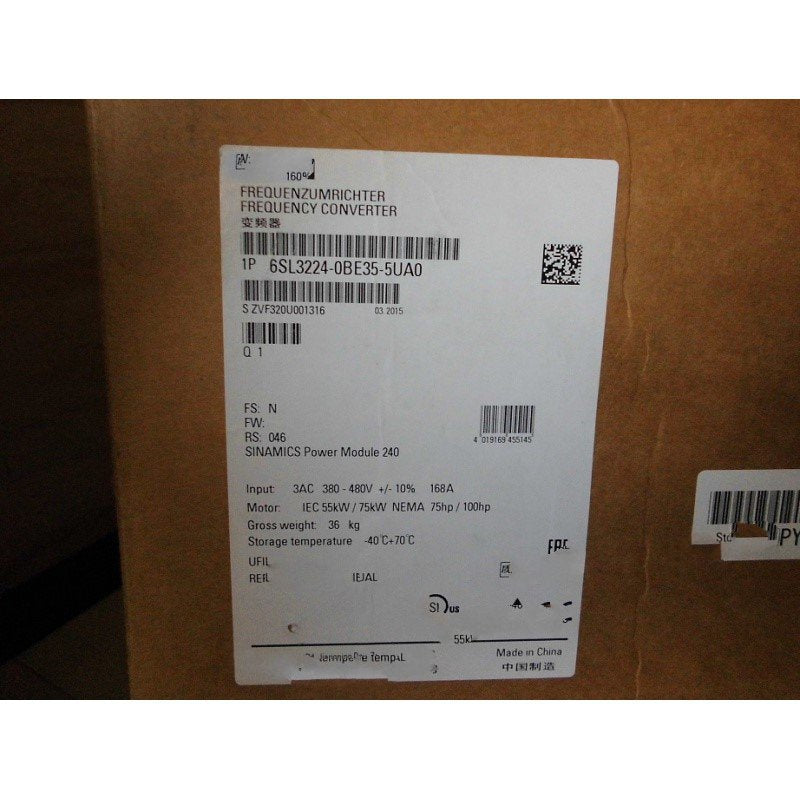 160%
FREQUENZUMRICHTER
FREQUENCY CONVERTER
变频器
1P 6SL3224-0BE35-5UA0
S ZVF320U001316 03.2015
Q 1
FS: N
FW:
RS: 046
4 019169 455145
SINAMICS Power Module 240
Input: 3AC 380 - 480V +/- 10% 168A
Motor: IEC 55kW / 75kW NEMA 75hp / 100hp
Gross weight: 36 kg
Storage temperature -40°C+70°C
US
Made in China
中国制造
PY